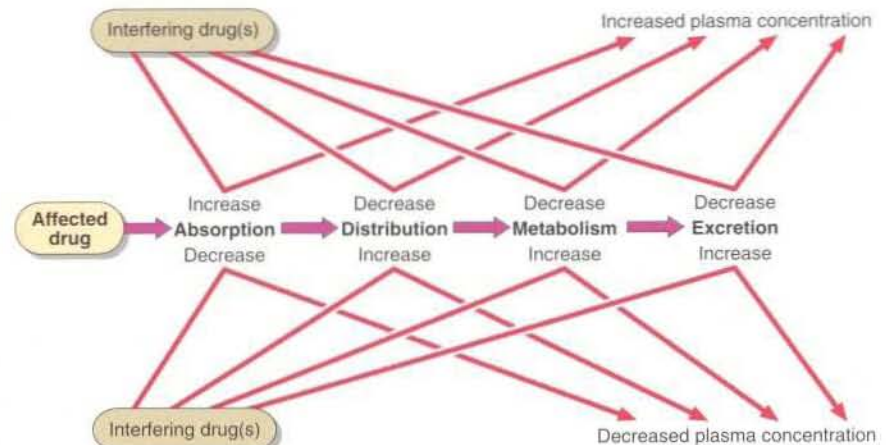 Interfering drug(s)
Increased plasma concentration
Increase
Decrease
Decrease
Decrease
Affected
drug
Absorption
Distribution
Metabolism
Excretion
Decrease
Increase
Increase
Increase
Interfering drug(s)
Decreased plasma concentration